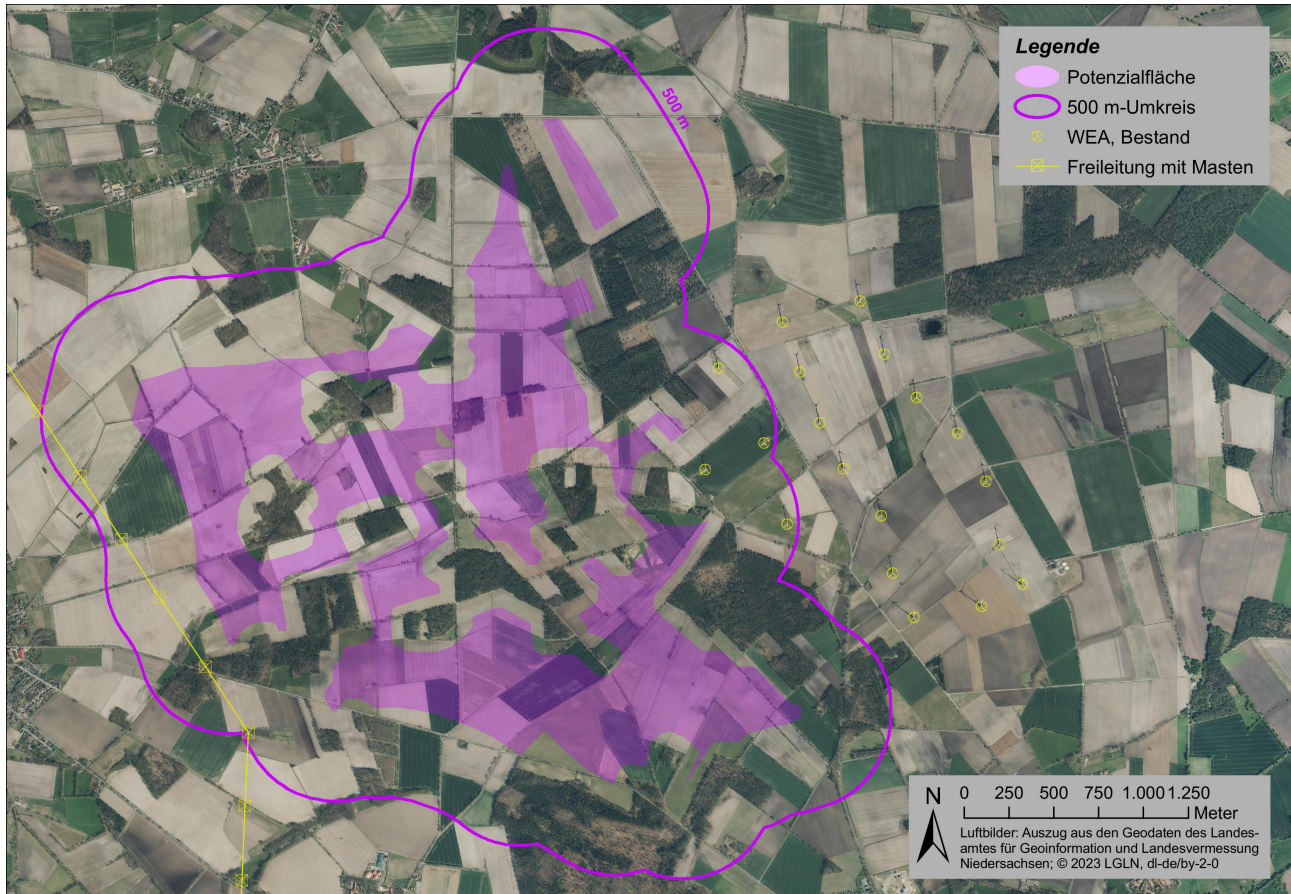 500 m
Legende
Potenzialfläche
500 m-Umkreis
WEA, Bestand
Freileitung mit Masten
N
0 250 500 750 1.000 1.250
Meter
Luftbilder: Auszug aus den Geodaten des Landes-
amtes für Geoinformation und Landesvermessung
Niedersachsen; © 2023 LGLN, dl-de/by-2-0